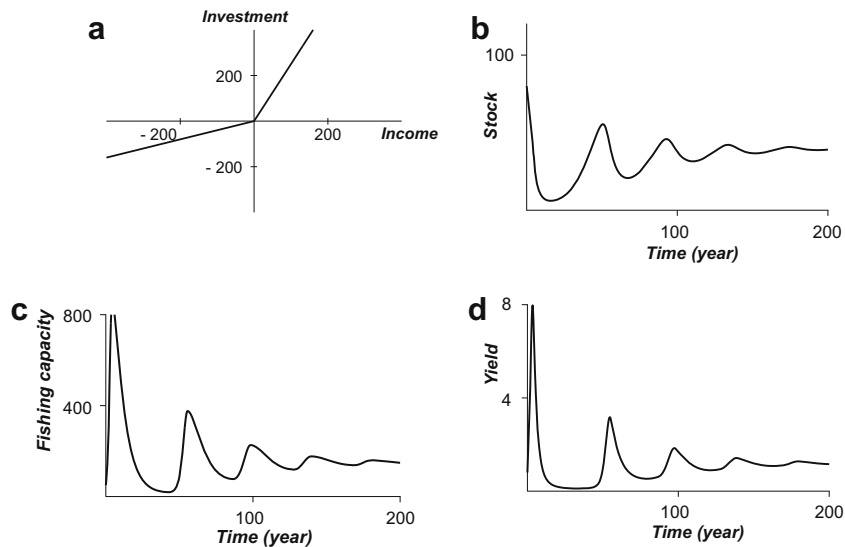 a
Investment
200
- 200
200
Income
- 200
b
100
Stock
100
200
Time (year)
c
800
400
Fishing capacity
100
200
Time (year)
d
8
4
Yield
100
200
Time (year)